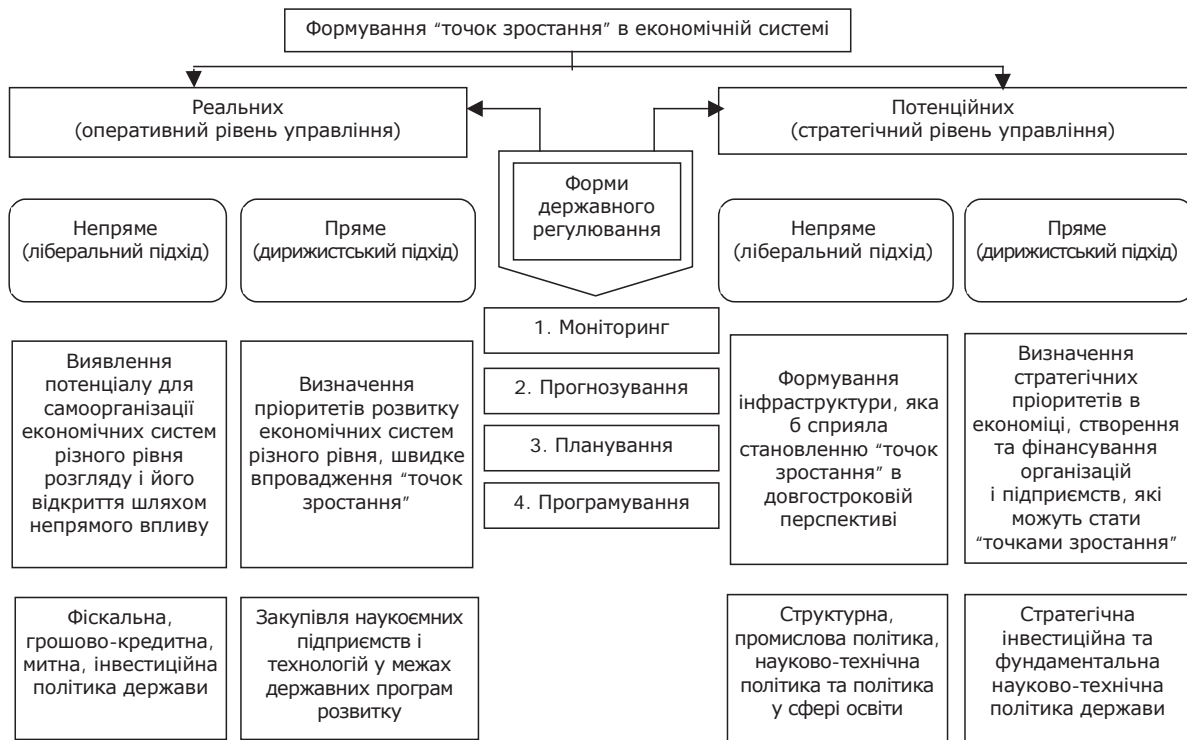 Формування “точок зростання” в економічній системі
Реальних
(оперативний рівень управління)
Потенційних
(стратегічний рівень управління)
Форми
державного
регулювання
Непряме
(ліберальний підхід)
Пряме
(дирижистський підхід)
Непряме
(ліберальний підхід)
Пряме
(дирижистський підхід)
1. Моніторинг
2. Прогнозування
3. Планування
4. Програмування
Виявлення
потенціалу для
самоорганізації
економічних систем
різного рівня
розгляду і його
відкриття шляхом
непрямого впливу
Визначення
пріоритетів розвитку
економічних систем
різного рівня, швидке
впровадження “точок
зростання”
Формування
інфраструктури, яка
б сприяла
становленню “точок
зростання” в
довгостроковій
перспективі
Визначення
стратегічних
пріоритетів в
економіці, створення
та фінансування
організацій
і підприємств, які
можуть стати
“точками зростання”
Фіскальна,
грошово-кредитна,
митна, інвестиційна
політика держави
Закупівля наукоємних
підприємств і
технологій у межах
державних програм
розвитку
Структурна,
промислова політика,
науково-технічна
політика та політика
у сфері освіти
Стратегічна
інвестиційна та
фундаментальна
науково-технічна
політика держави